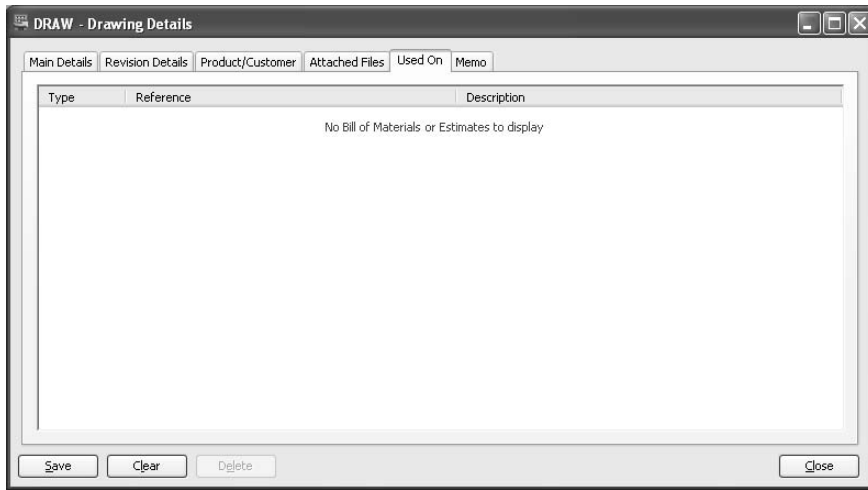 DRAW - Drawing Details
Main Details Revision Details Product/Customer Attached Files Used On Memo
Type Reference Description
No Bill of Materials or Estimates to display
Save Clear Delete Close